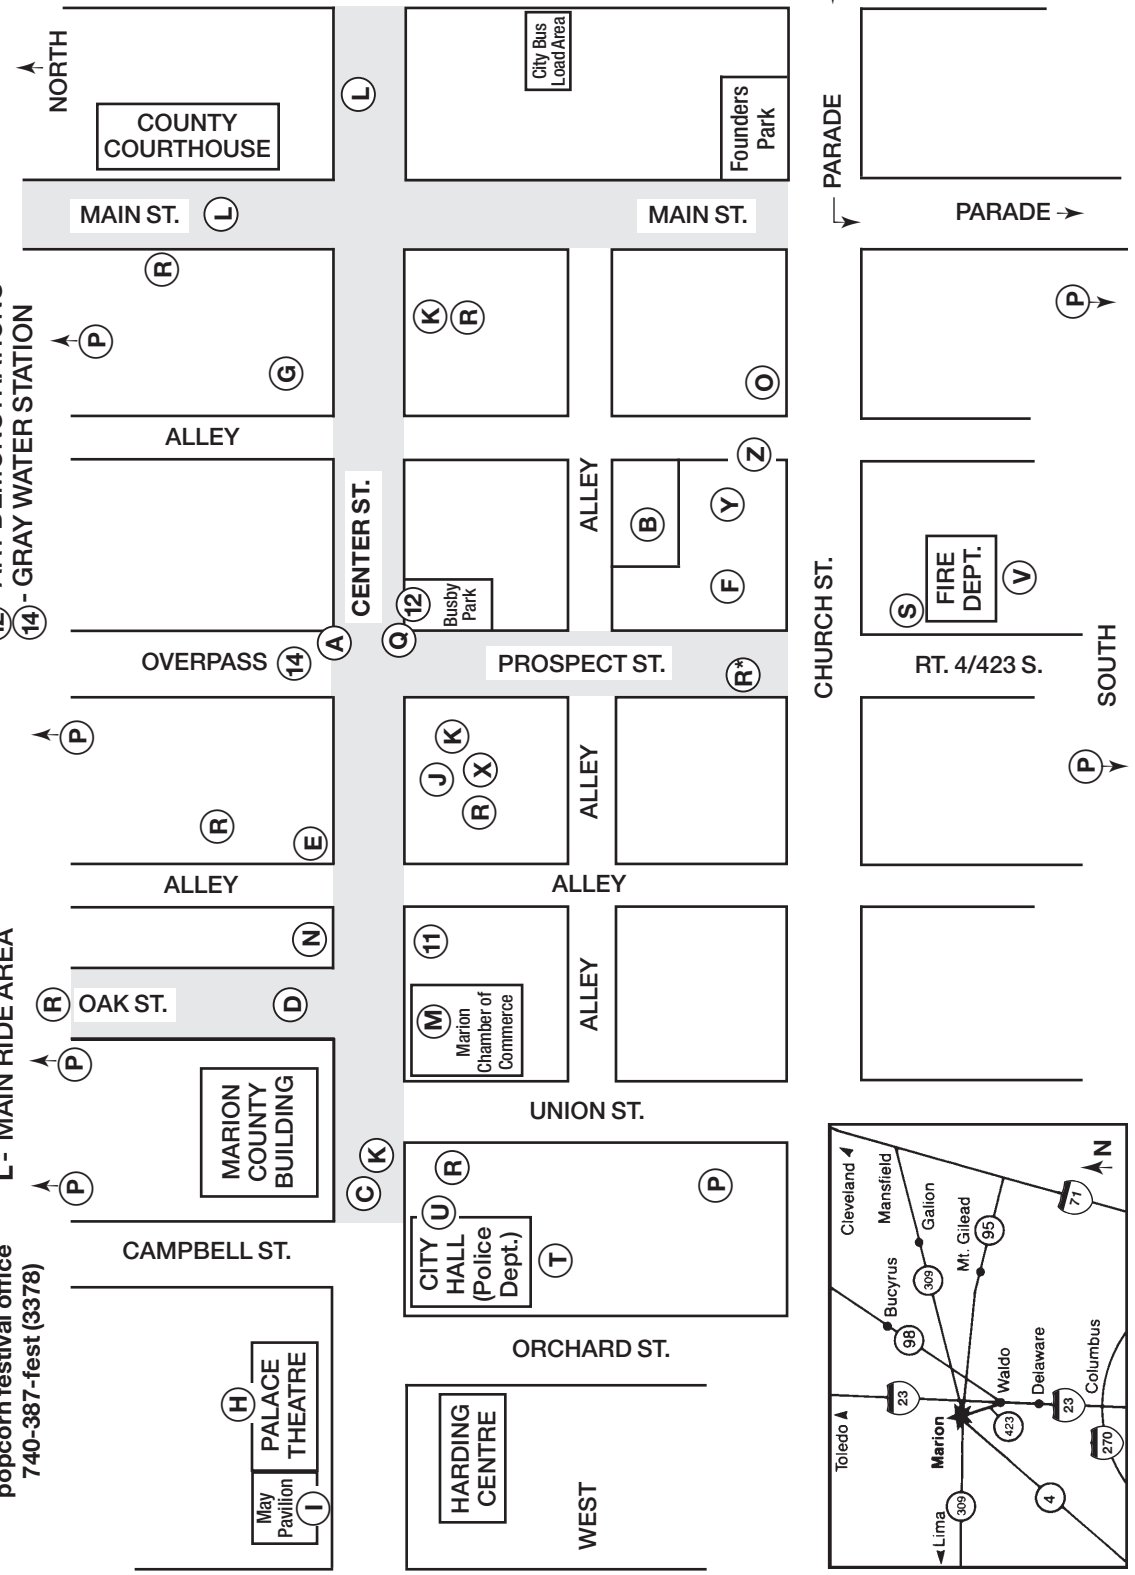 popcorn festival office
740-387-fest (3378)
L - MAIN RIDE AREA
14 - GRAY WATER STATION
NORTH
COUNTY
COURTHOUSE
L
City Bus
Load Area
Founders
Park
MAIN ST.
L
MAIN ST.
PARADE
PARADE
R
P
G
K
R
O
P
ALLEY
ALLEY
CENTER ST.
B
Z
Y
F
12
Busby
Park
Q
A
OVERPASS
14
PROSPECT ST.
R*
CHURCH ST.
S
FIRE
DEPT.
V
RT. 4/423 S.
SOUTH
P
R
E
K
J
X
R
ALLEY
P
ALLEY
ALLEY
N
11
R
OAK ST.
D
M
Marion
Chamber of
Commerce
ALLEY
P
P
MARION
COUNTY
BUILDING
UNION ST.
K
C
R
U
CITY
HALL
(Police
Dept.)
T
P
CAMPBELL ST.
ORCHARD ST.
H
PALACE
THEATRE
May
Pavilion
I
HARDING
CENTRE
WEST
Toledo
Cleveland
Mansfield
Galion
Bucyrus
Mt. Gilead
98
309
95
71
N
23
Marion
Waldo
423
Delaware
23
Columbus
270
Lima
309
4